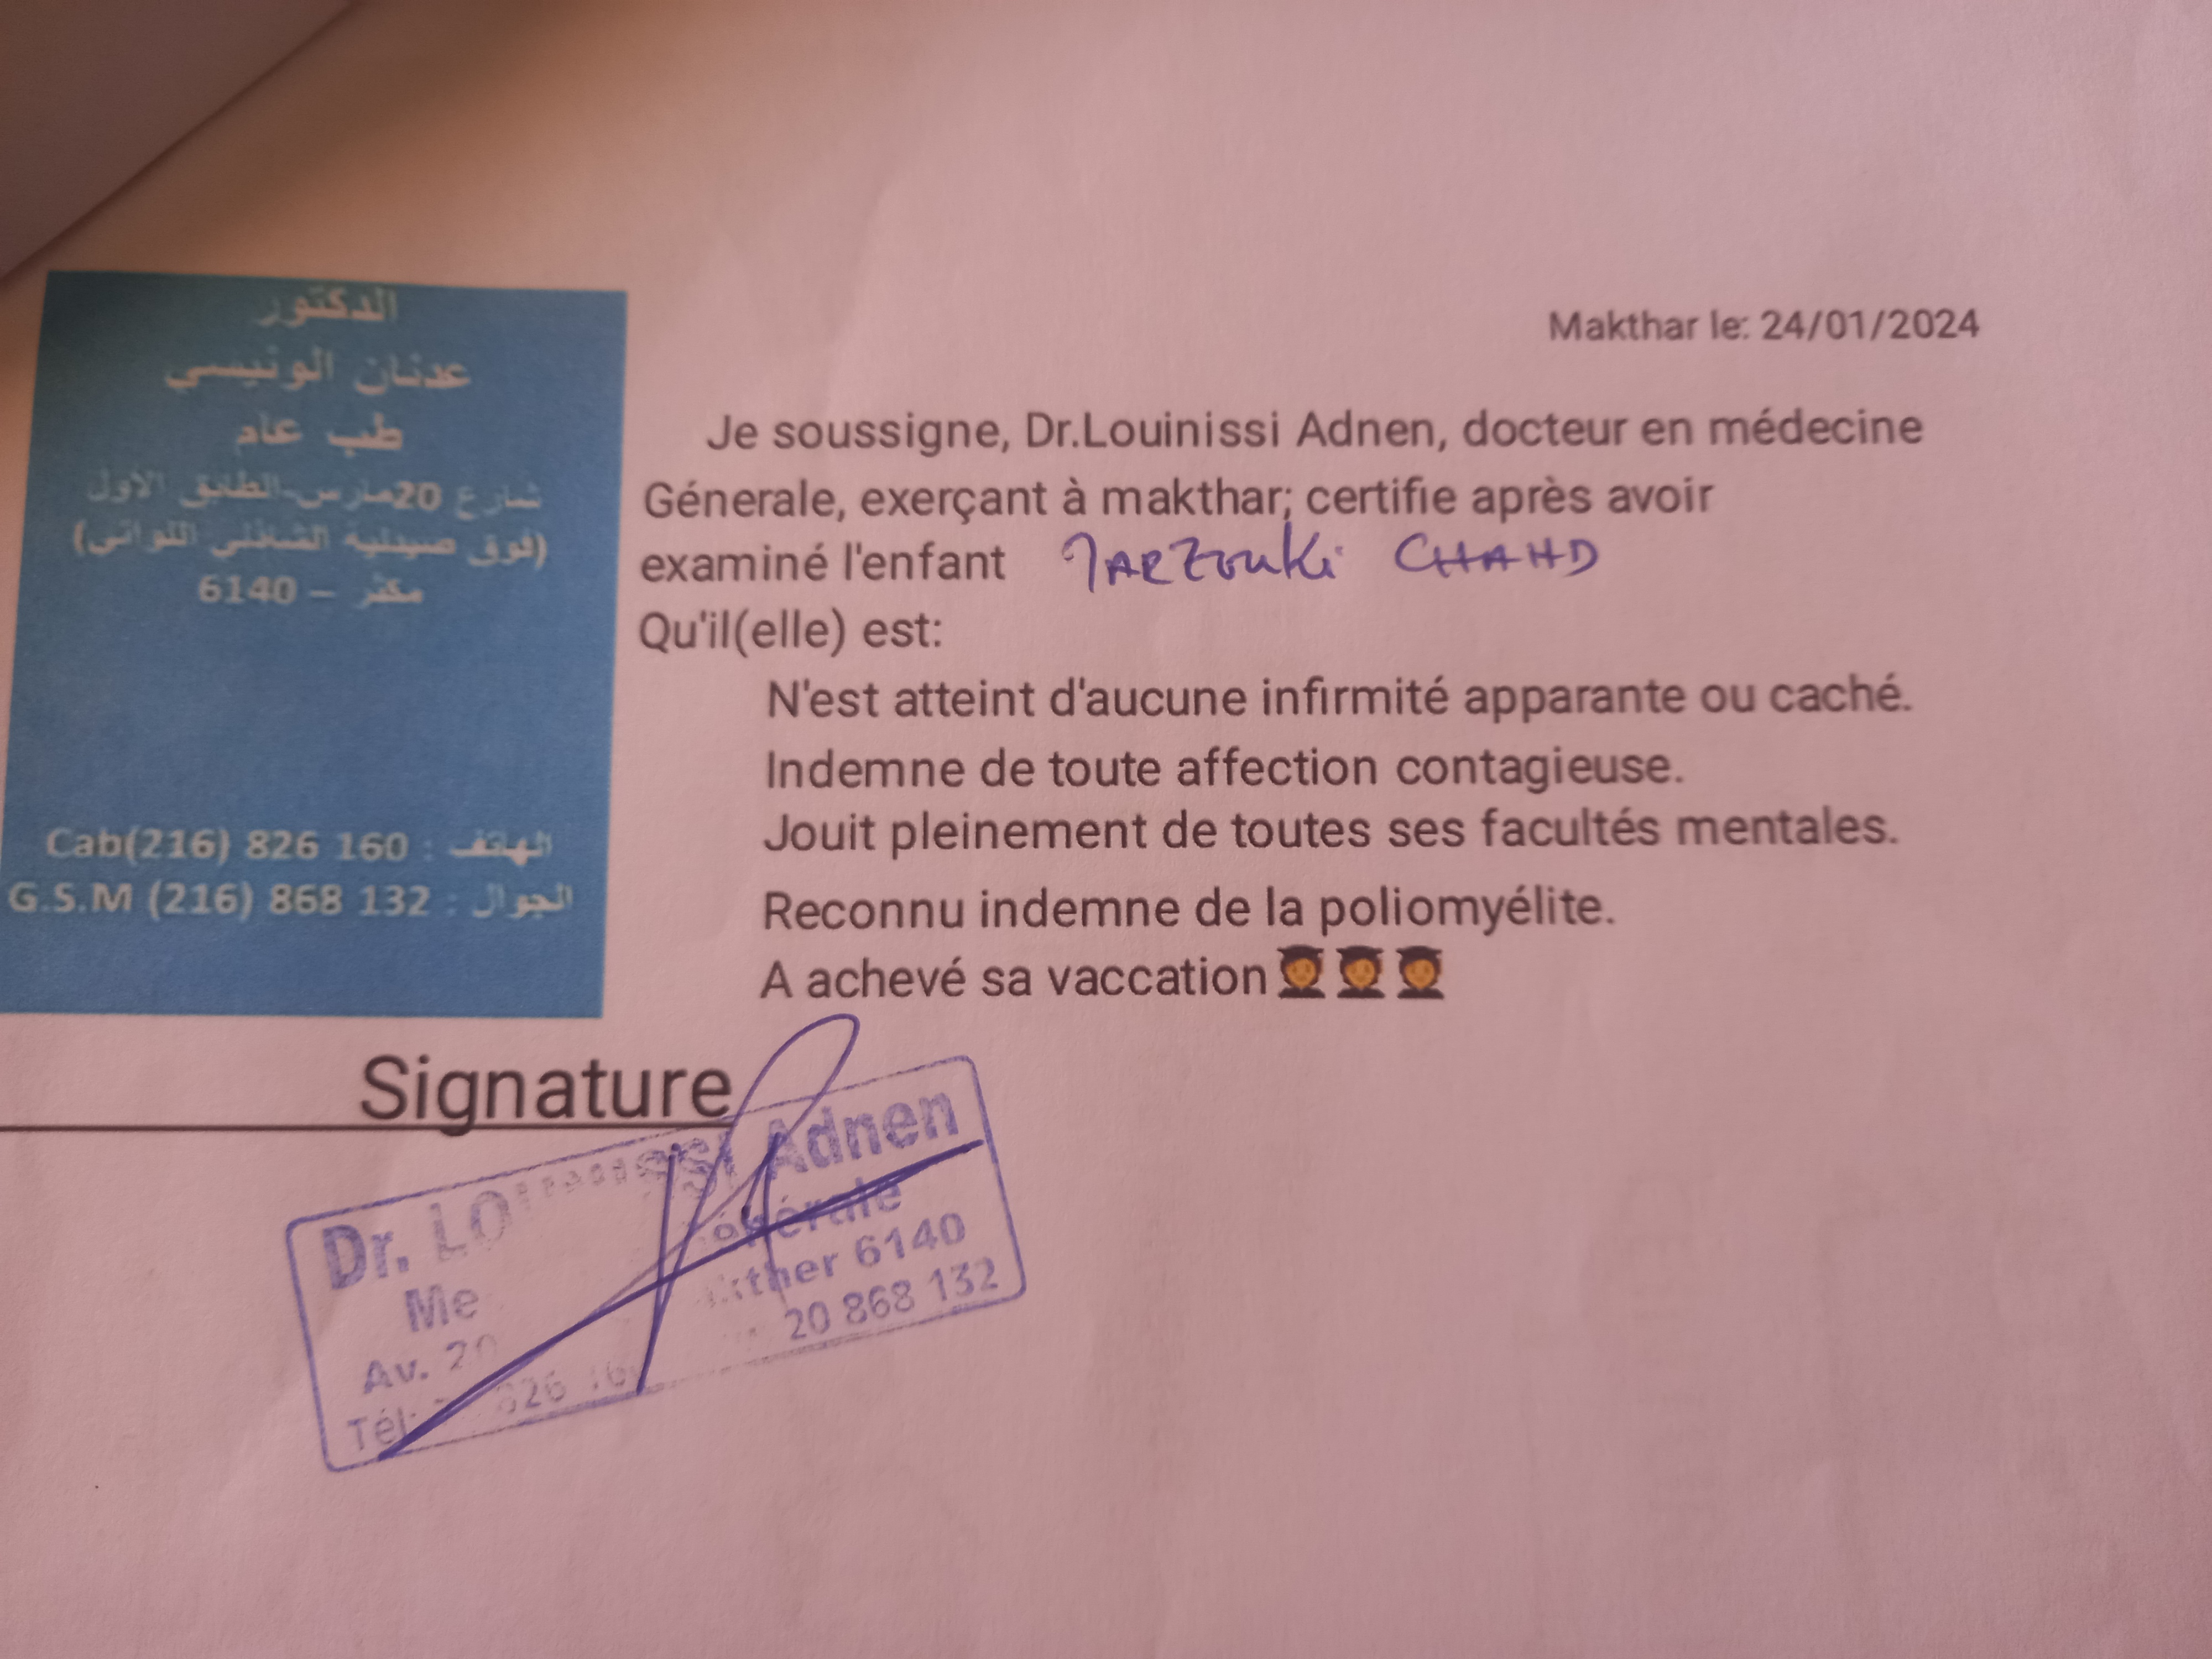 الدكتور
عدنان الونيسي
طب عام
شارع 20مارس-الطابق الاول
(فوق صيدلية الشاذلي اللواتي)
مكثر – 6140
الهاتف : Cab(216) 826 160
الجوال : G.S.M (216) 868 132
Makthar le: 24/01/2024
Je soussigne, Dr.Louinissi Adnen, docteur en médecine
Génerale, exerçant à makthar; certifie après avoir
examiné l'enfant MARZOUKI CHAHD
Qu'il(elle) est:
N'est atteint d'aucune infirmité apparante ou caché.
Indemne de toute affection contagieuse.
Jouit pleinement de toutes ses facultés mentales.
Reconnu indemne de la poliomyélite.
A achevé sa vaccation
Signature
Dr. Adnen
Av. 20
6140
Tél: 826 20 868 132